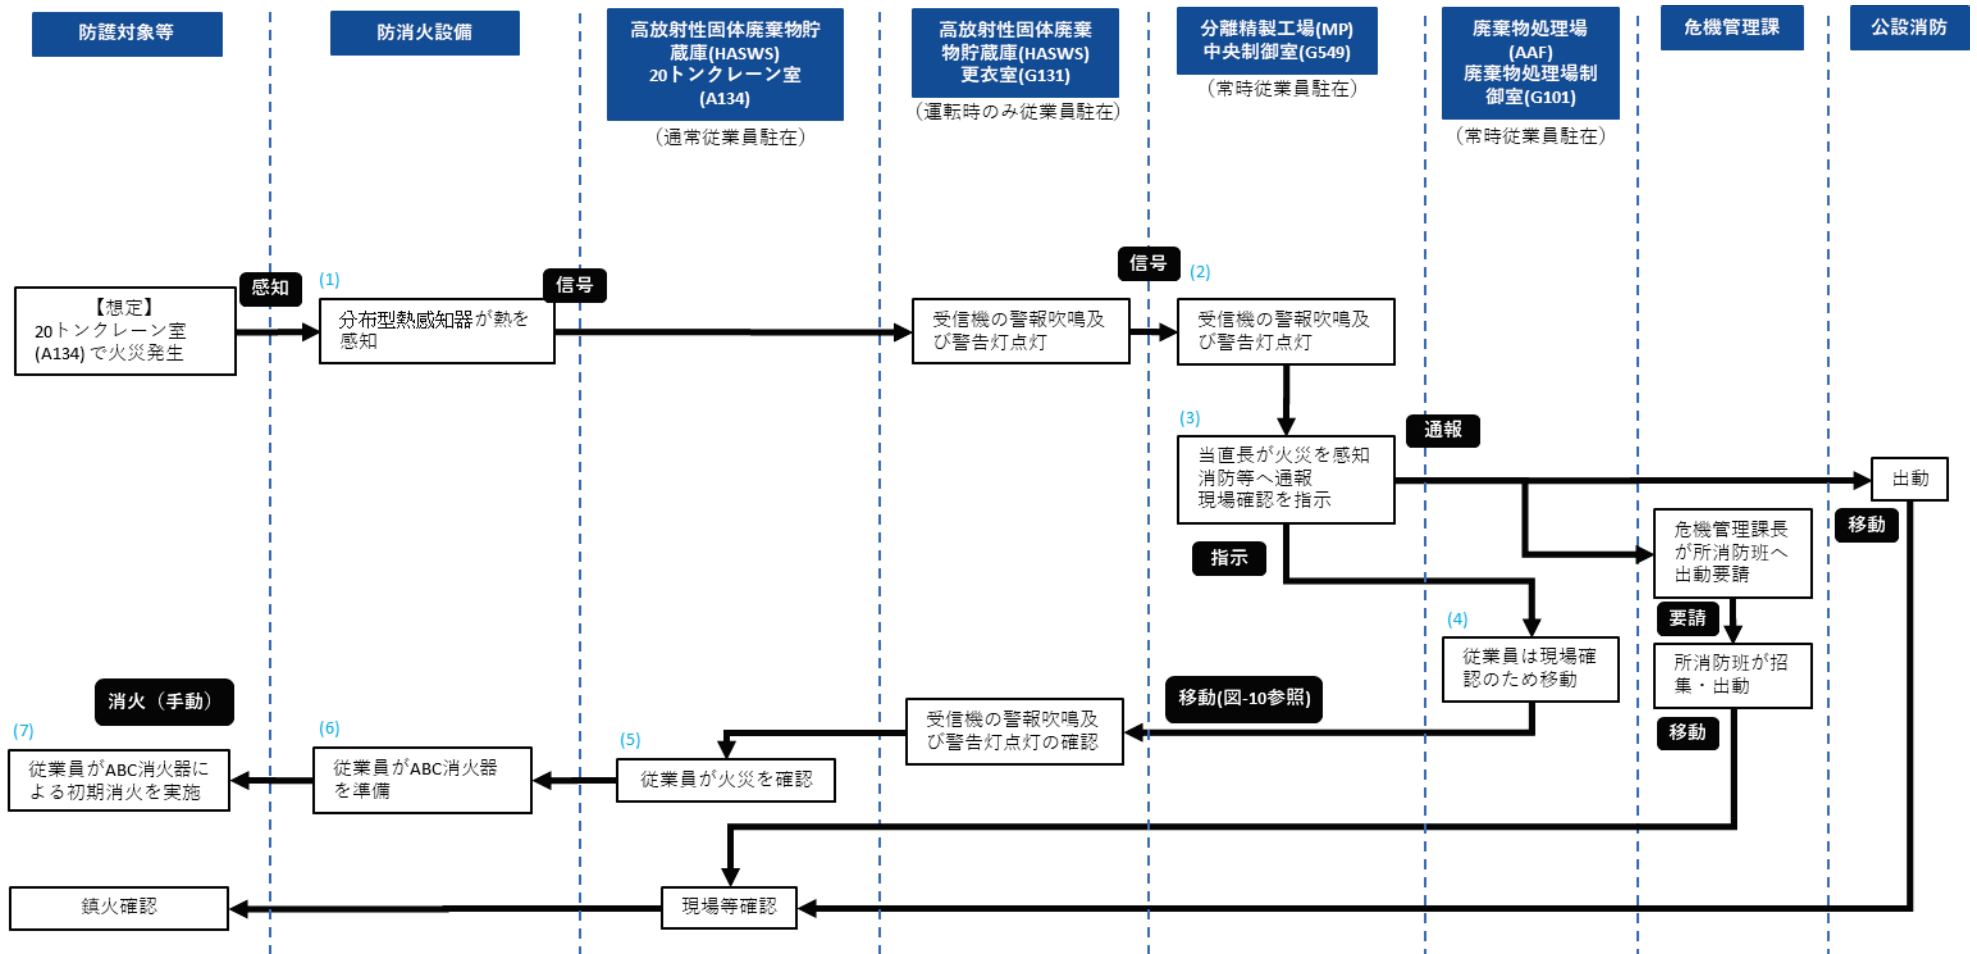 防護対象等
防消火設備
高放射性固体廃棄物貯
蔵庫(HASWS)
20トンクレーン室
(A134)
(通常従業員駐在)
高放射性固体廃棄
物貯蔵庫(HASWS)
更衣室(G131)
(運転時のみ従業員駐在)
分離精製工場(MP)
中央制御室(G549)
(常時従業員駐在)
廃棄物処理場
(AAF)
廃棄物処理場制
御室(G101)
(常時従業員駐在)
危機管理課
公設消防
【想定】
20トンクレーン室
(A134) で火災発生
感知
(1)
分布型熱感知器が熱を
感知
信号
受信機の警報吹鳴及
び警告灯点灯
信号
(2)
受信機の警報吹鳴及
び警告灯点灯
(3)
当直長が火災を感知
消防等へ通報
現場確認を指示
通報
出動
移動
危機管理課長
が所消防班へ
出動要請
指示
要請
(4)
従業員は現場確
認のため移動
所消防班が招
集・出動
移動
移動(図-10参照)
受信機の警報吹鳴及
び警告灯点灯の確認
(5)
従業員が火災を確認
(6)
従業員がABC消火器
を準備
消火(手動)
(7)
従業員がABC消火器に
よる初期消火を実施
現場等確認
鎮火確認